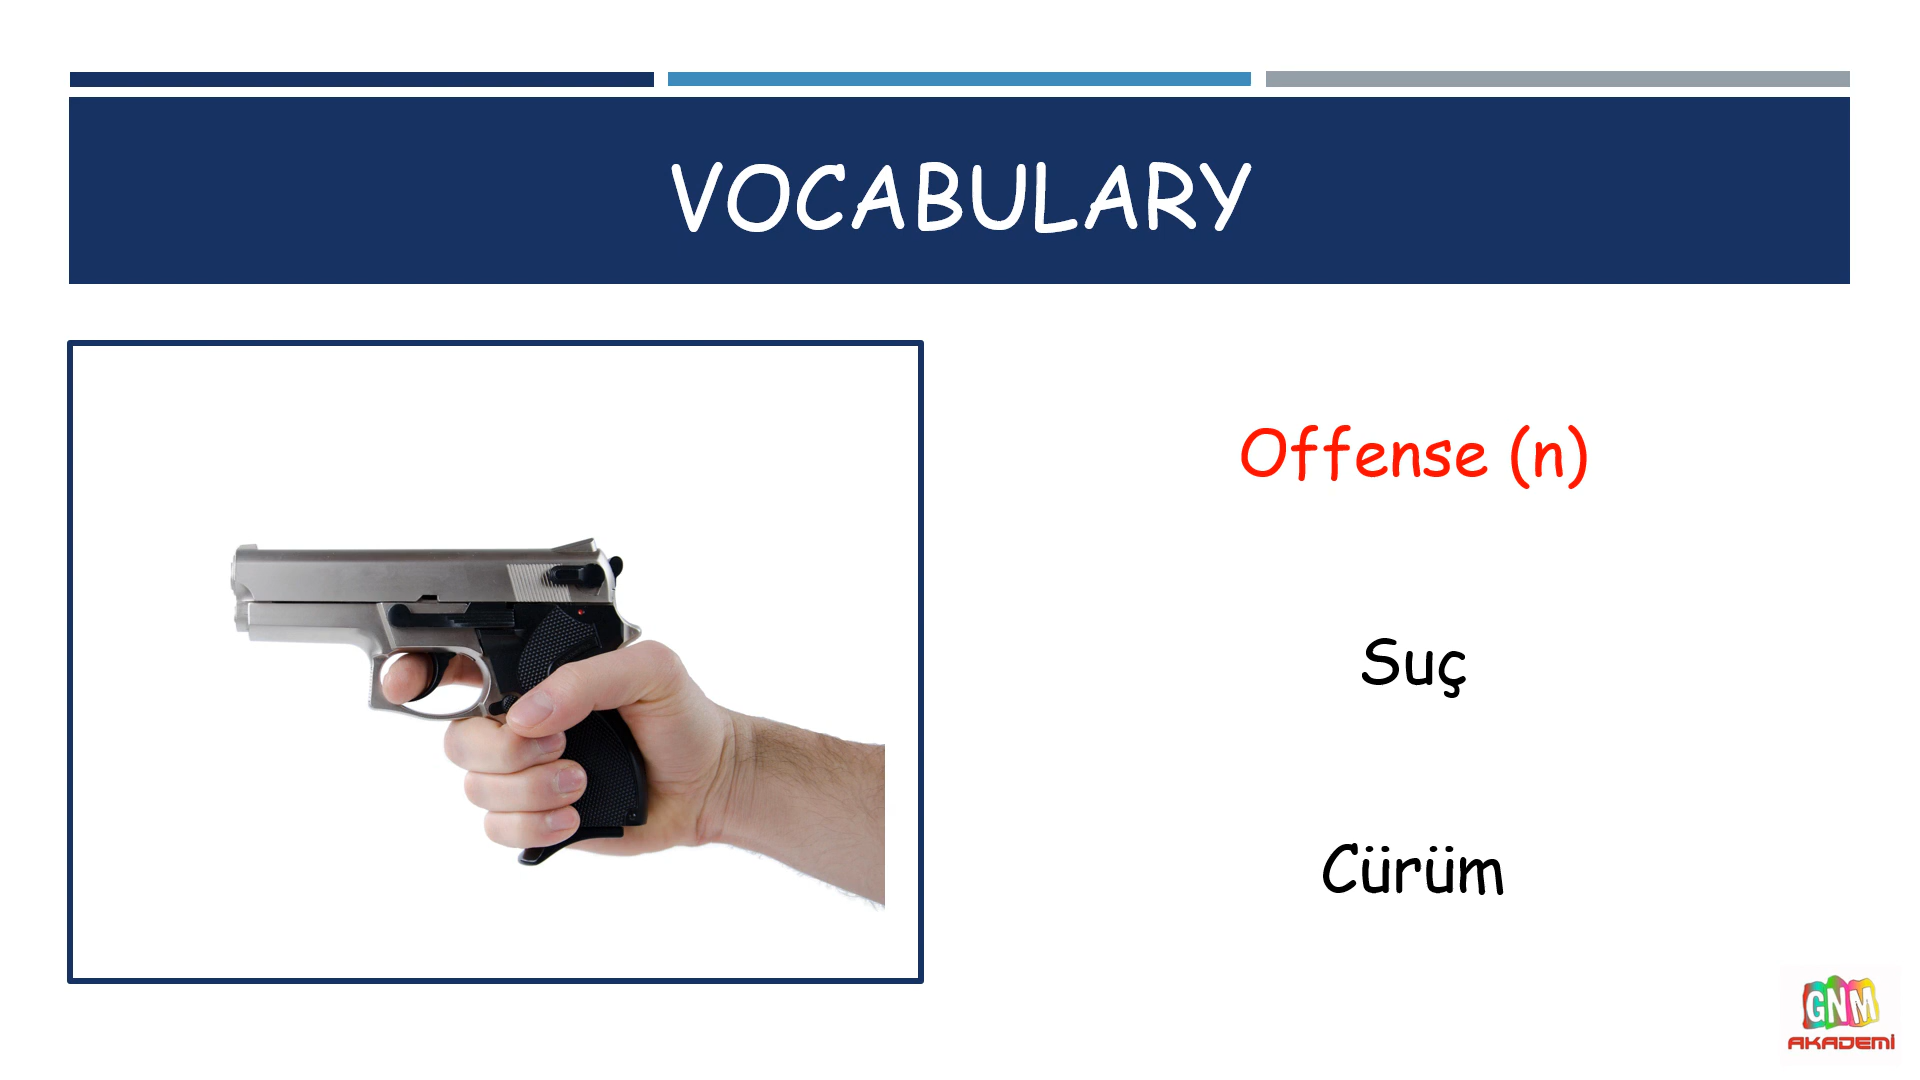 VOCABULARY
Offense (n)
Suç
Cürüm
GNM
AKADEMİ